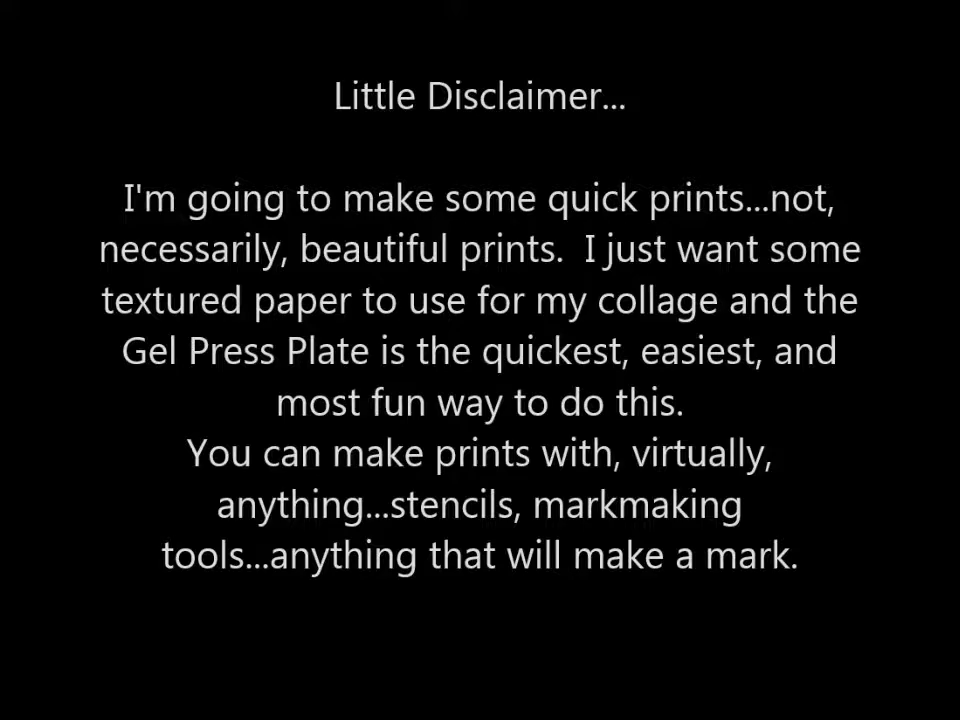 Little Disclaimer...
I'm going to make some quick prints...not,
necessarily, beautiful prints.  I just want some
textured paper to use for my collage and the
Gel Press Plate is the quickest, easiest, and
most fun way to do this.
You can make prints with, virtually,
anything...stencils, markmaking
tools...anything that will make a mark.